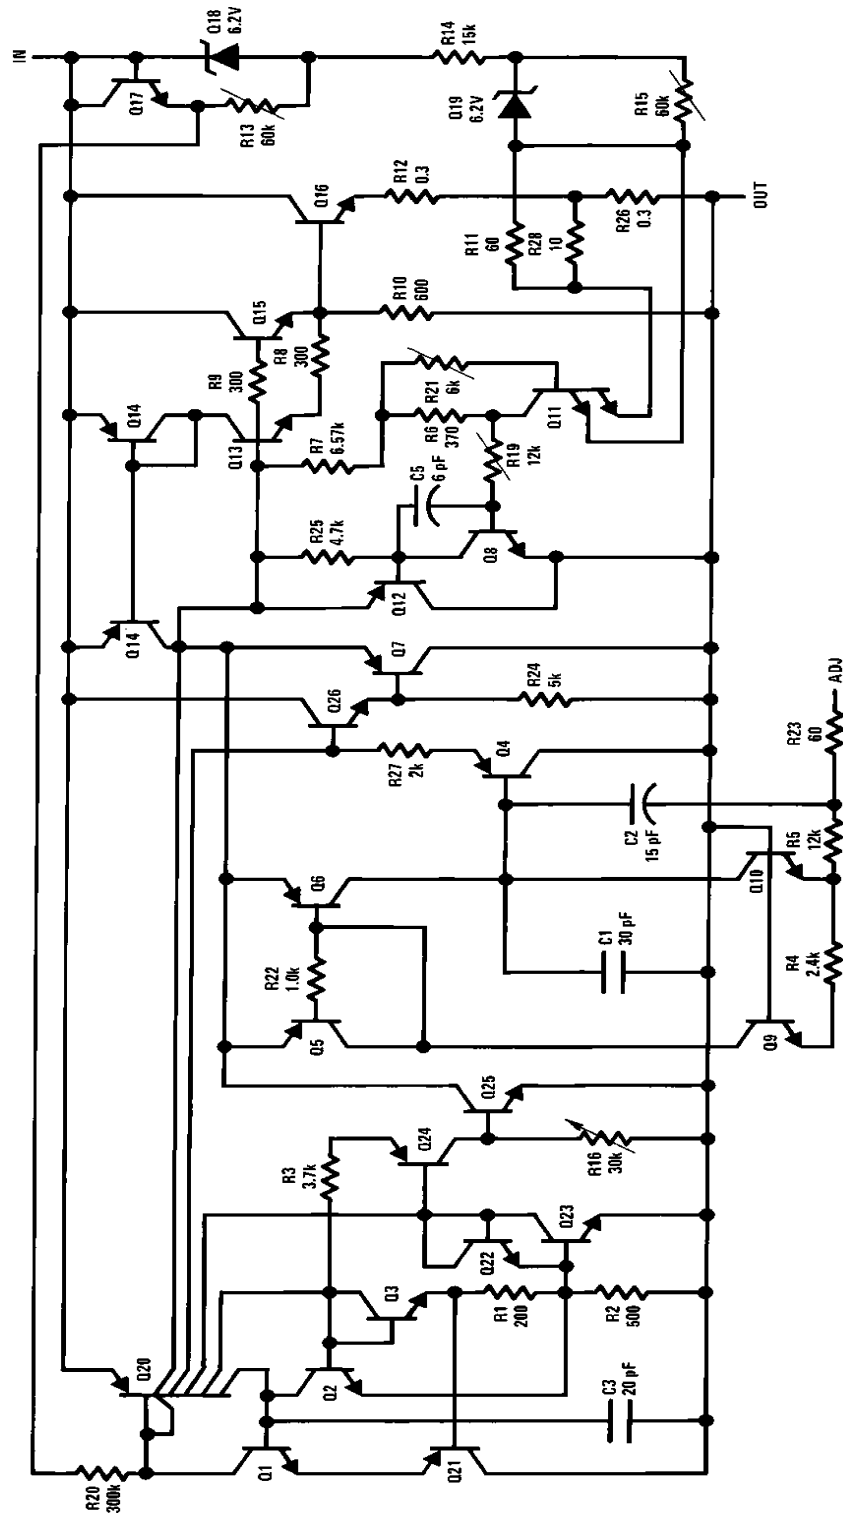 IN
Q18
6.2V
Q17
R13
60k
R14
15k
Q19
6.2V
R15
60k
Q16
R12
0.3
R11
60
R28
10
R26
0.3
OUT
Q15
R9
300
R8
300
R10
600
Q14
Q13
R7
6.57k
R21
6k
R6
370
Q11
R19
12k
C5
6 pF
R25
4.7k
Q12
Q8
Q14
Q7
Q26
R24
5k
R27
2k
Q4
ADJ
R23
60
C2
15 pF
R5
12k
Q10
Q6
R22
1.0k
Q5
C1
30 pF
R4
2.4k
Q9
Q25
Q24
R3
3.7k
R16
30k
Q23
Q22
Q3
R1
200
R2
500
Q20
Q2
C3
20 pF
Q1
Q21
R20
300k